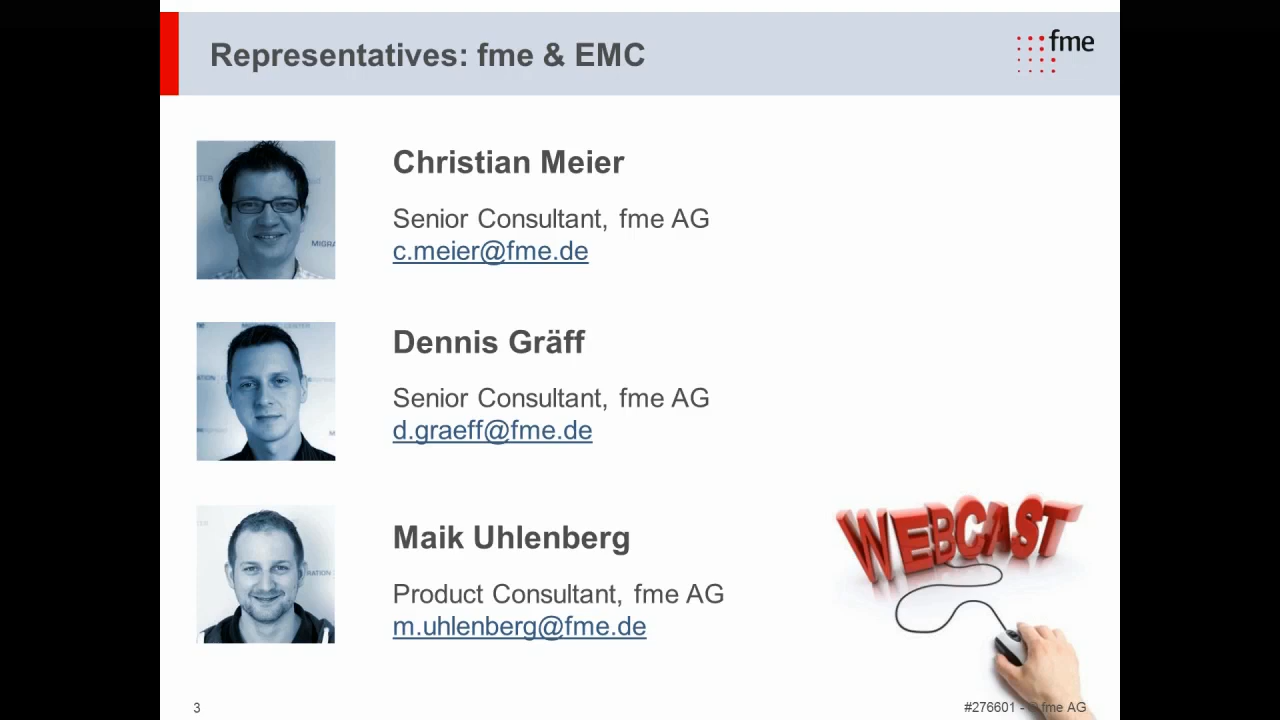 Representatives: fme & EMC
fme
Christian Meier
Senior Consultant, fme AG
c.meier@fme.de
Dennis Gräff
Senior Consultant, fme AG
d.graeff@fme.de
Maik Uhlenberg
Product Consultant, fme AG
m.uhlenberg@fme.de
WEBCAST
3
#276601 - © fme AG